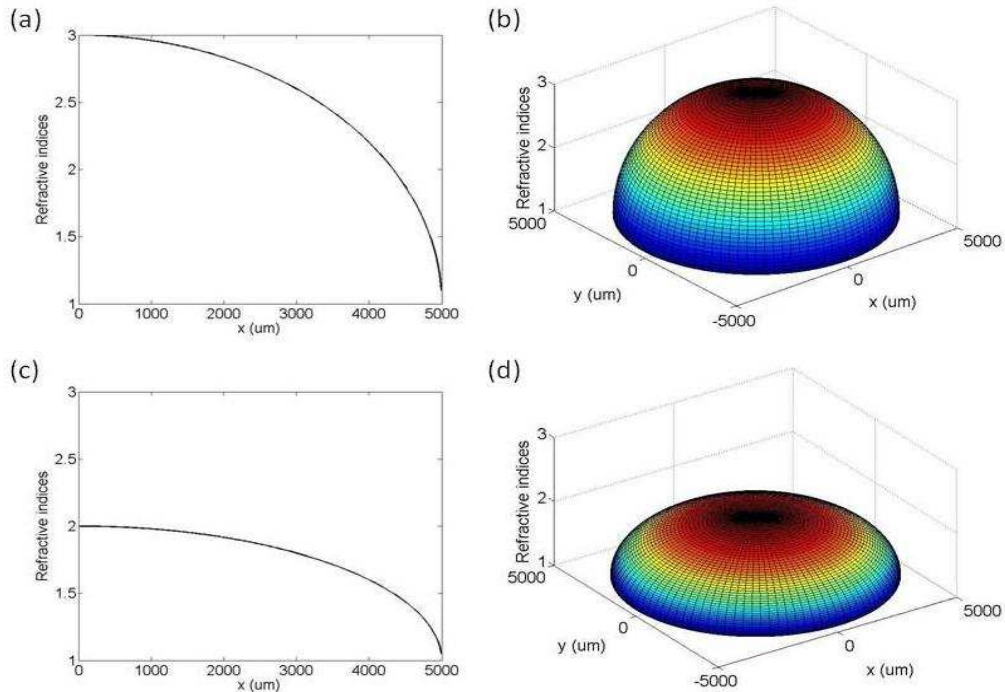 (a)
3
2.5
2
1.5
1
Refractive indices
0 1000 2000 3000 4000 5000
x (um)
(b)
3
2
1
Refractive indices
5000
0
y (um)
-5000
0
x (um)
5000
(c)
3
2.5
2
1.5
1
Refractive indices
0 1000 2000 3000 4000 5000
x (um)
(d)
3
2
1
Refractive indices
5000
0
y (um)
-5000
0
x (um)
5000